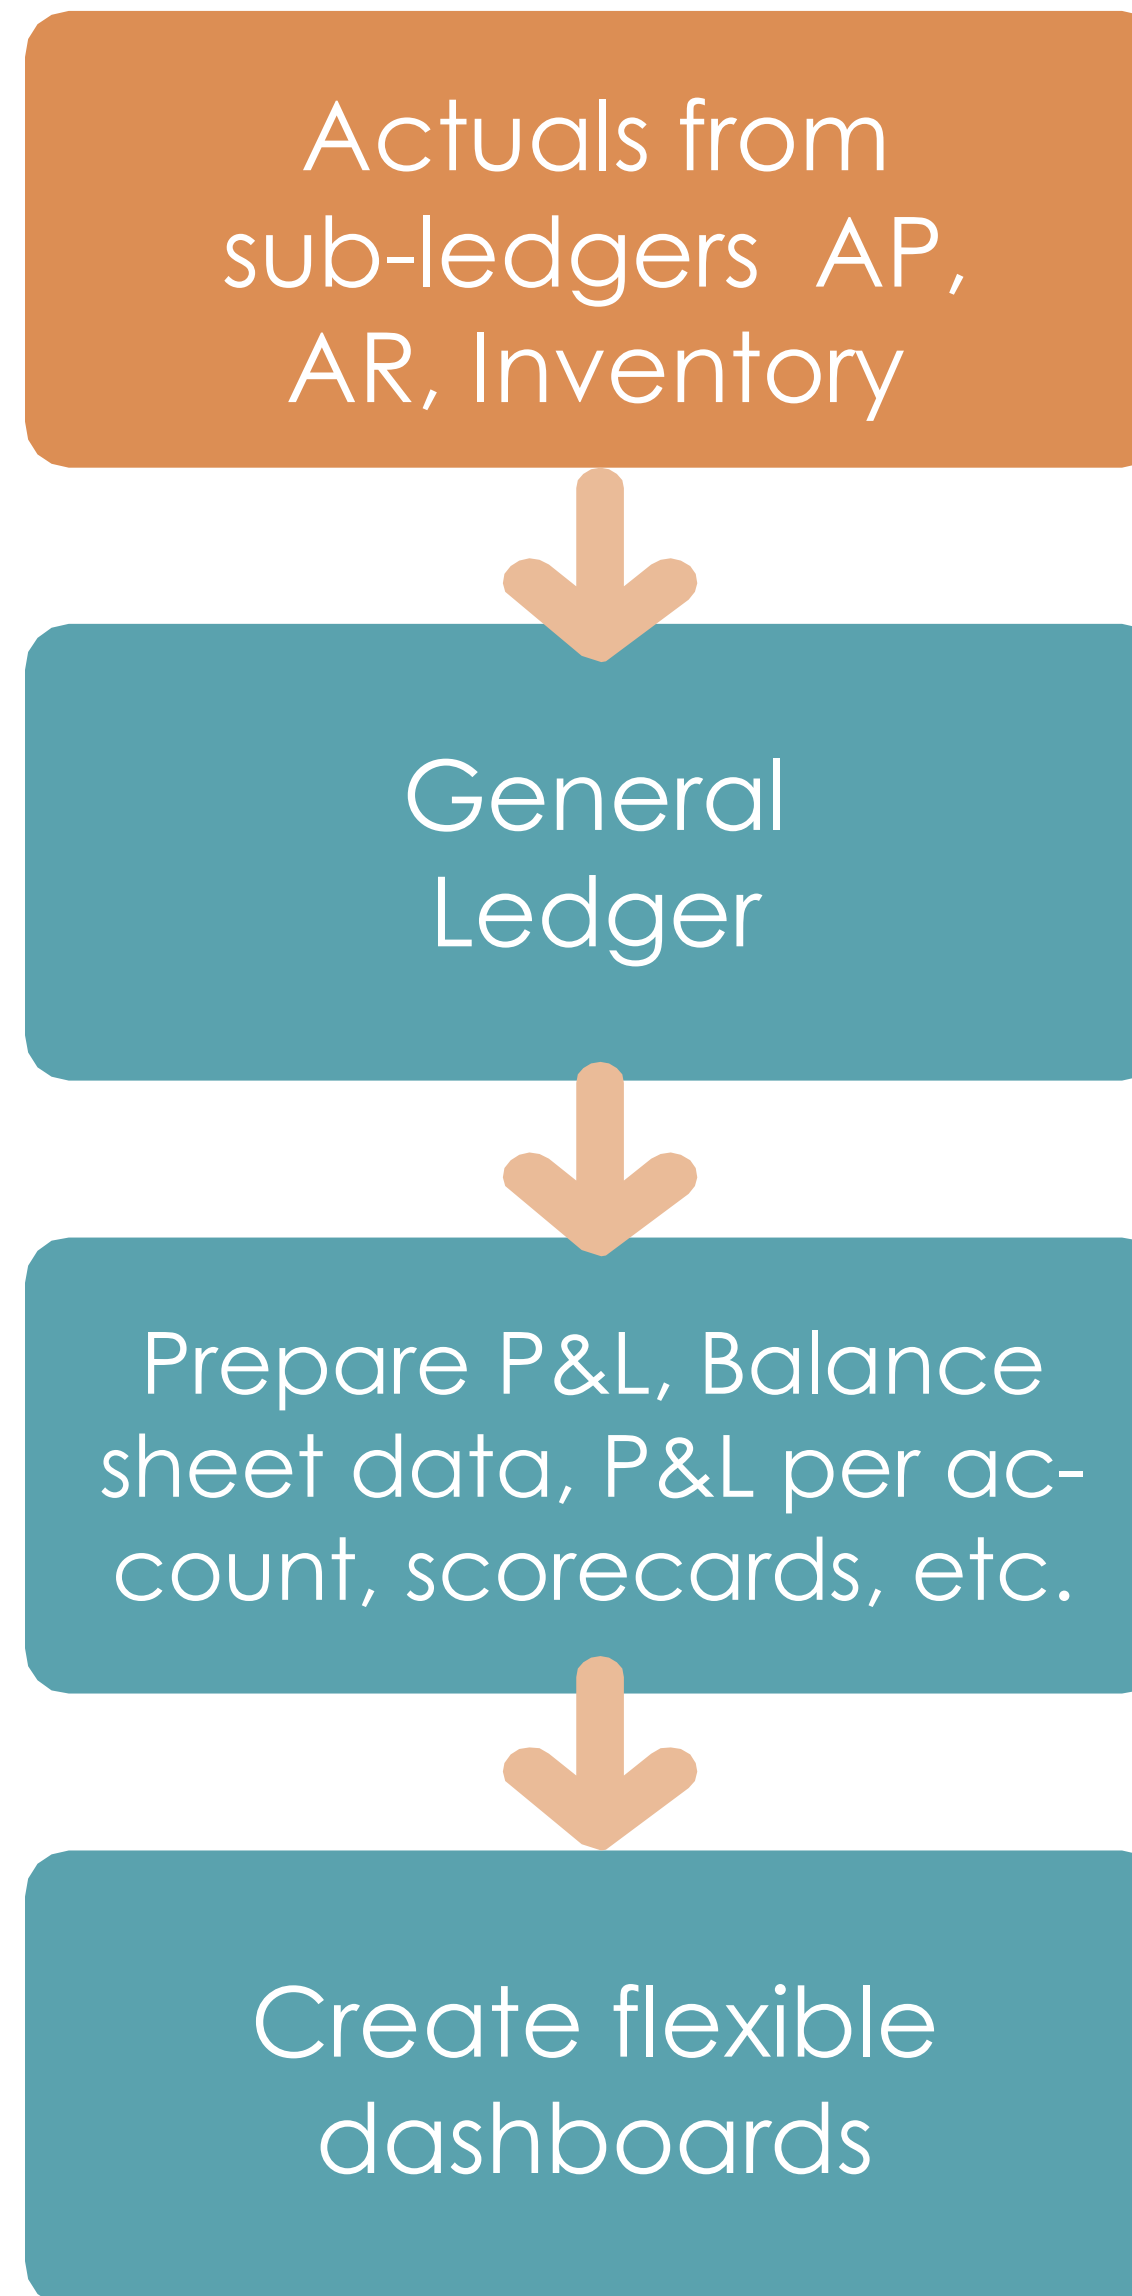 Actuals from
sub-ledgers  AP,
AR, Inventory
General
Ledger
Prepare P&L, Balance
sheet data, P&L per ac-
count, scorecards, etc.
Create flexible
dashboards